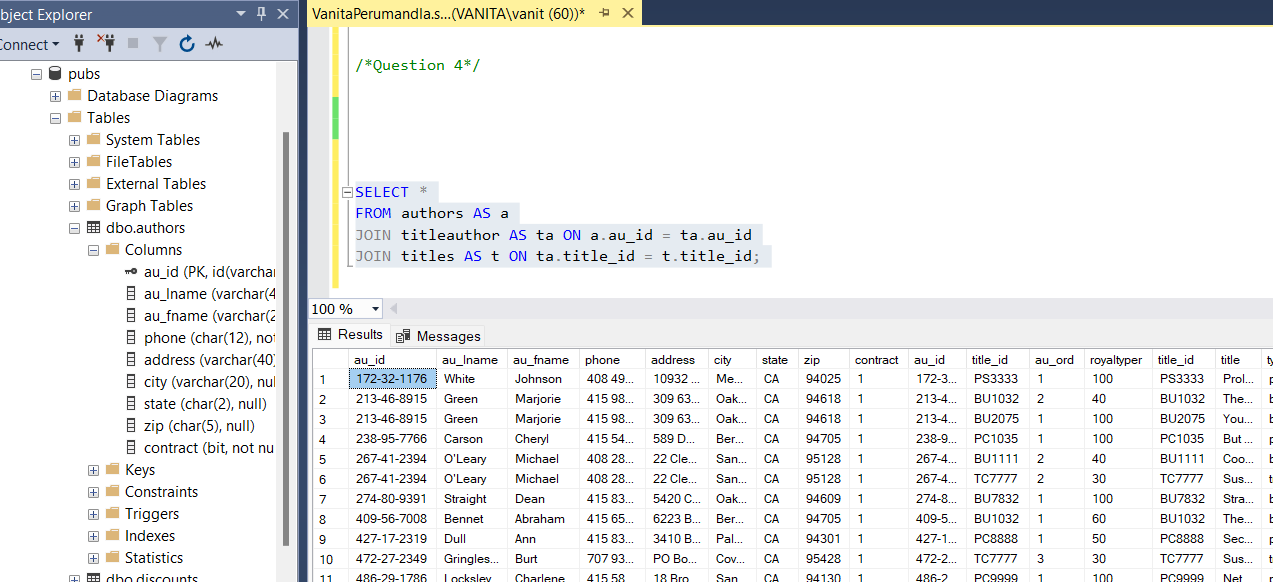 bject Explorer
VanitaPerumandla.s...(VANITA\vanit (60))*
Connect
pubs
Database Diagrams
Tables
System Tables
FileTables
External Tables
Graph Tables
dbo.authors
Columns
au_id (PK, id(varchar
au_lname (varchar(4
au_fname (varchar(2
phone (char(12), not
address (varchar(40)
city (varchar(20), nul
state (char(2), null)
zip (char(5), null)
contract (bit, not nu
Keys
Constraints
Triggers
Indexes
Statistics
dbo.discounts
/*Question 4*/
SELECT *
FROM authors AS a
JOIN titleauthor AS ta ON a.au_id = ta.au_id
JOIN titles AS t ON ta.title_id = t.title_id;
100 %
Results Messages
au_id au_lname au_fname phone address city state zip contract au_id title_id au_ord royaltyper title_id title ty
1 172-32-1176 White Johnson 408 49... 10932 ... Me... CA 94025 1 172-3... PS3333 1 100 PS3333 Prol... p
2 213-46-8915 Green Marjorie 415 98... 309 63... Oak... CA 94618 1 213-4... BU1032 2 40 BU1032 The... b
3 213-46-8915 Green Marjorie 415 98... 309 63... Oak... CA 94618 1 213-4... BU2075 1 100 BU2075 You... b
4 238-95-7766 Carson Cheryl 415 54... 589 D... Ber... CA 94705 1 238-9... PC1035 1 100 PC1035 But ... p
5 267-41-2394 O'Leary Michael 408 28... 22 Cle... San... CA 95128 1 267-4... BU1111 2 40 BU1111 Coo... b
6 267-41-2394 O'Leary Michael 408 28... 22 Cle... San... CA 95128 1 267-4... TC7777 2 30 TC7777 Sus... t
7 274-80-9391 Straight Dean 415 83... 5420 C... Oak... CA 94609 1 274-8... BU7832 1 100 BU7832 Stra... b
8 409-56-7008 Bennet Abraham 415 65... 6223 B... Ber... CA 94705 1 409-5... BU1032 1 60 BU1032 The... b
9 427-17-2319 Dull Ann 415 83... 3410 B... Pal... CA 94301 1 427-1... PC8888 1 50 PC8888 Sec... p
10 472-27-2349 Gringles... Burt 707 93... PO Bo... Cov... CA 95428 1 472-2... TC7777 3 30 TC7777 Sus... t
11 486-29-1786 Locksley Charlene 415 58 18 Bro San CA 94130 1 486-2 PC9999 1 100 PC9999 Net p